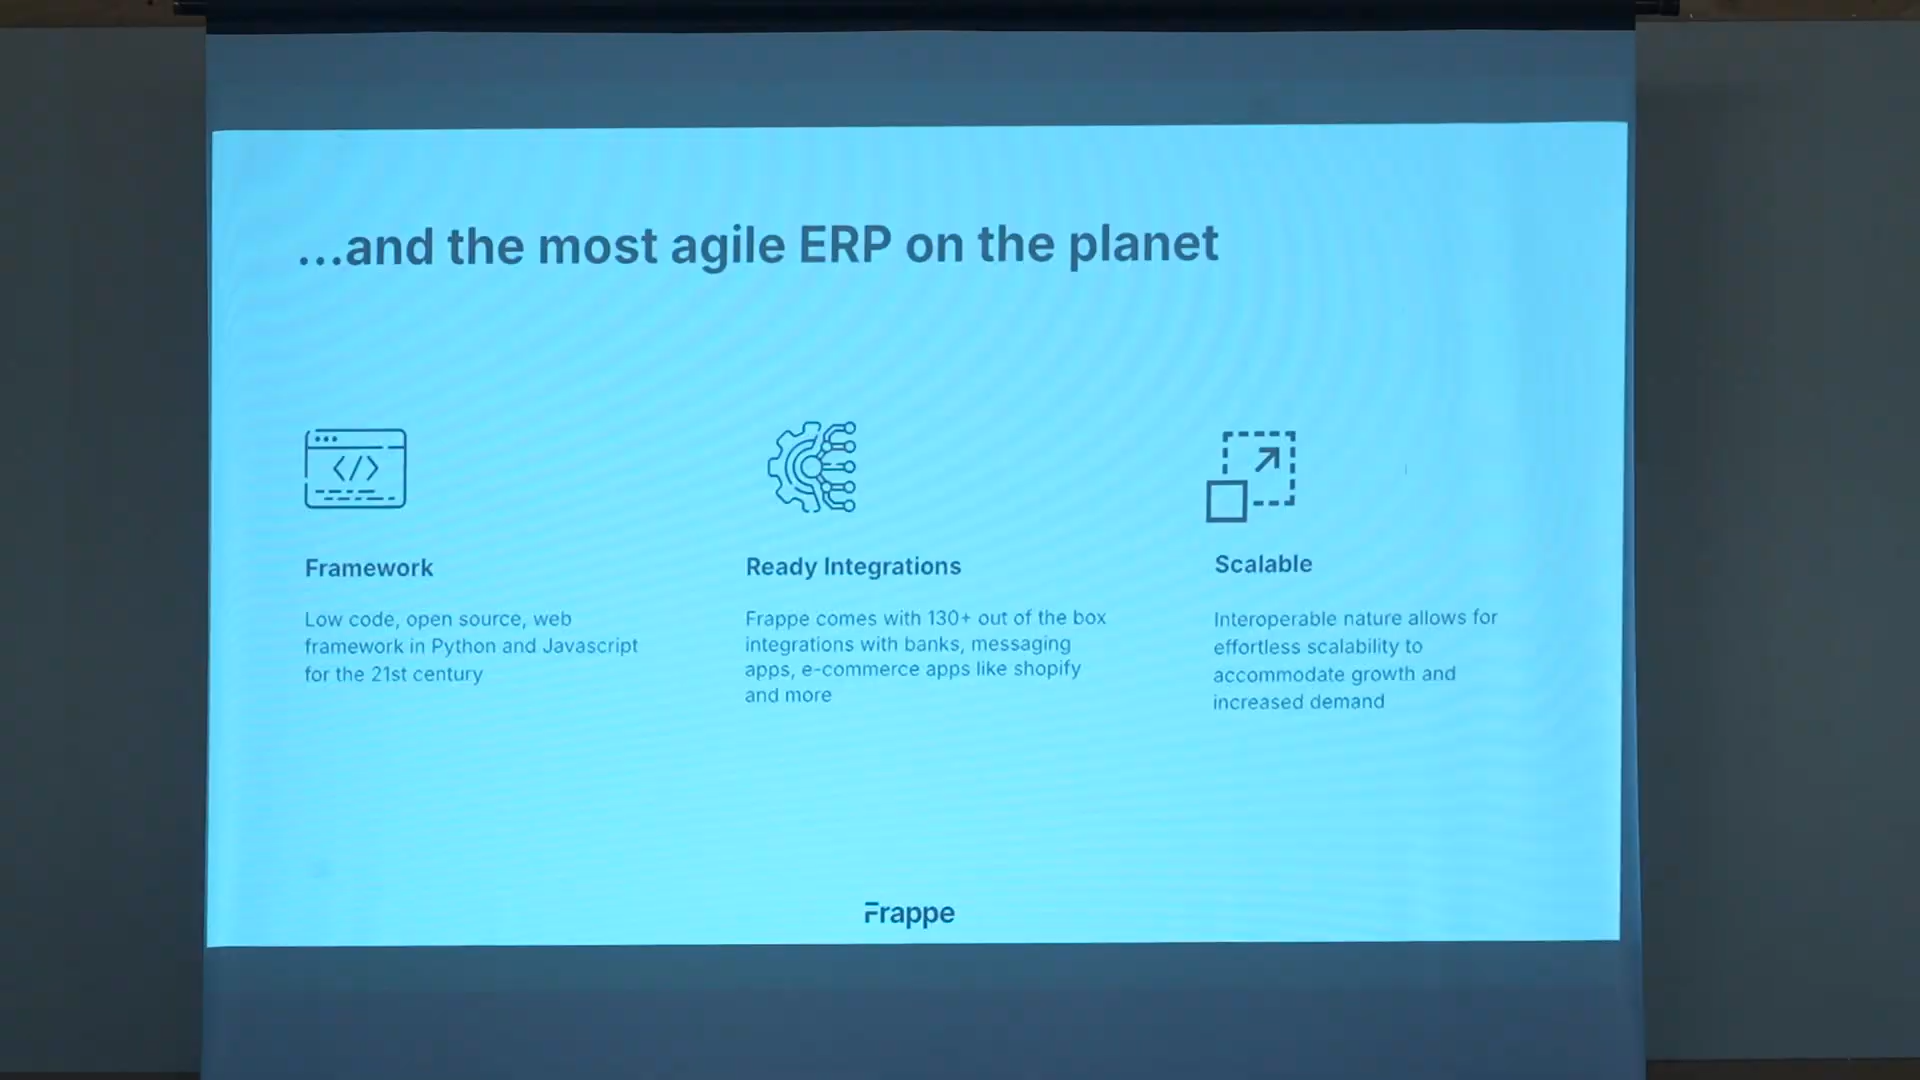 ...and the most agile ERP on the planet
</>
Framework
Low code, open source, web
framework in Python and Javascript
for the 21st century
Ready Integrations
Frappe comes with 130+ out of the box
integrations with banks, messaging
apps, e-commerce apps like shopify
and more
Scalable
Interoperable nature allows for
effortless scalability to
accommodate growth and
increased demand
Frappe